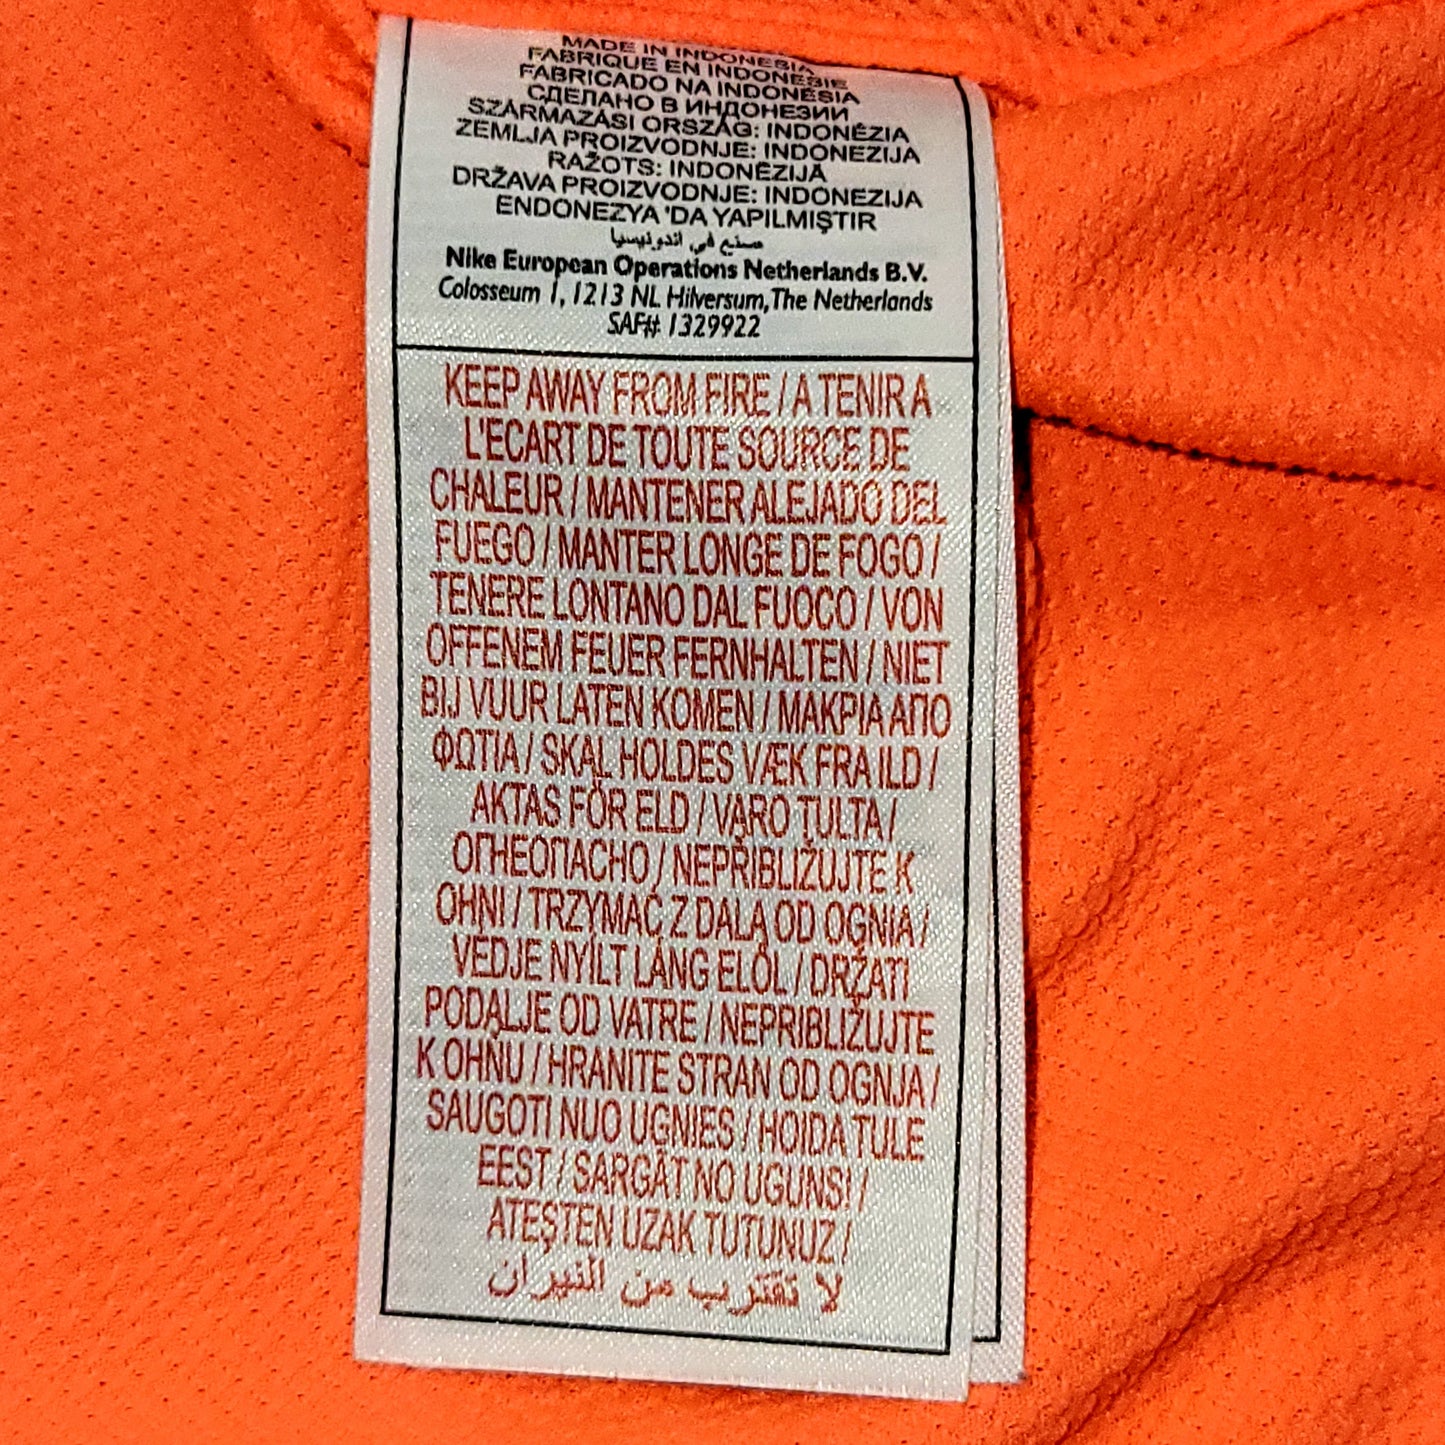 MADE IN INDONESIA
FABRIQUE EN INDONESIE
FABRICADO NA INDONÉSIA
СДЕЛАНО В ИНДОНЕЗИИ
SZÁRMAZÁSI ORSZÁG: INDONÉZIA
ZEMLJA PROIZVODNJE: INDONEZIJA
RAŽOTS: INDONĒZIJĀ
DRŽAVA PROIZVODNJE: INDONEZIJA
ENDONEZYA 'DA YAPILMIŞTIR
صنع في اندونيسيا
Nike European Operations Netherlands B.V.
Colosseum 1, 1213 NL Hilversum, The Netherlands
SAF# 1329922
KEEP AWAY FROM FIRE / A TENIR A
L'ECART DE TOUTE SOURCE DE
CHALEUR / MANTENER ALEJADO DEL
FUEGO / MANTER LONGE DE FOGO /
TENERE LONTANO DAL FUOCO / VON
OFFENEM FEUER FERNHALTEN / NIET
BIJ VUUR LATEN KOMEN / ΜΑΚΡΙΑ ΑΠΟ
ΦΩΤΙΑ / SKAL HOLDES VÆK FRA ILD /
AKTAS FÖR ELD / VARO TULTA /
ОГНЕОПАСНО / NEPŘIBLIŽUJTE K
OHNI / TRZYMAĆ Z DALA OD OGNIA /
VEDJE NYÍLT LÁNG ELŐL / DRŽATI
PODALJE OD VATRE / NEPRIBLIŽUJTE
K OHŇU / HRANITE STRAN OD OGNJA /
SAUGOTI NUO UGNIES / HOIDA TULE
EEST / SARGĀT NO UGUNS! /
ATEŞTEN UZAK TUTUNUZ /
لا تقترب من النيران